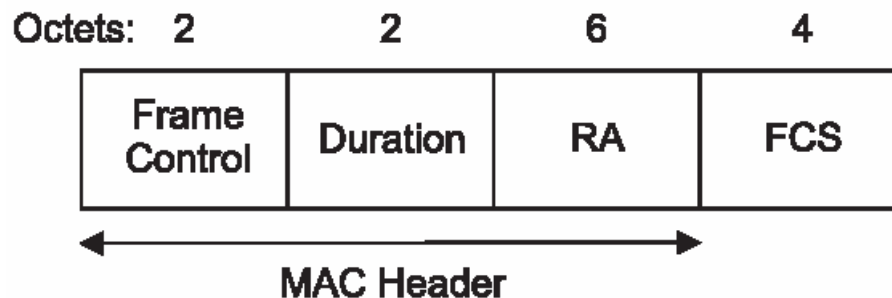 Octets: 2 2 6 4
Frame Control Duration RA FCS
MAC Header